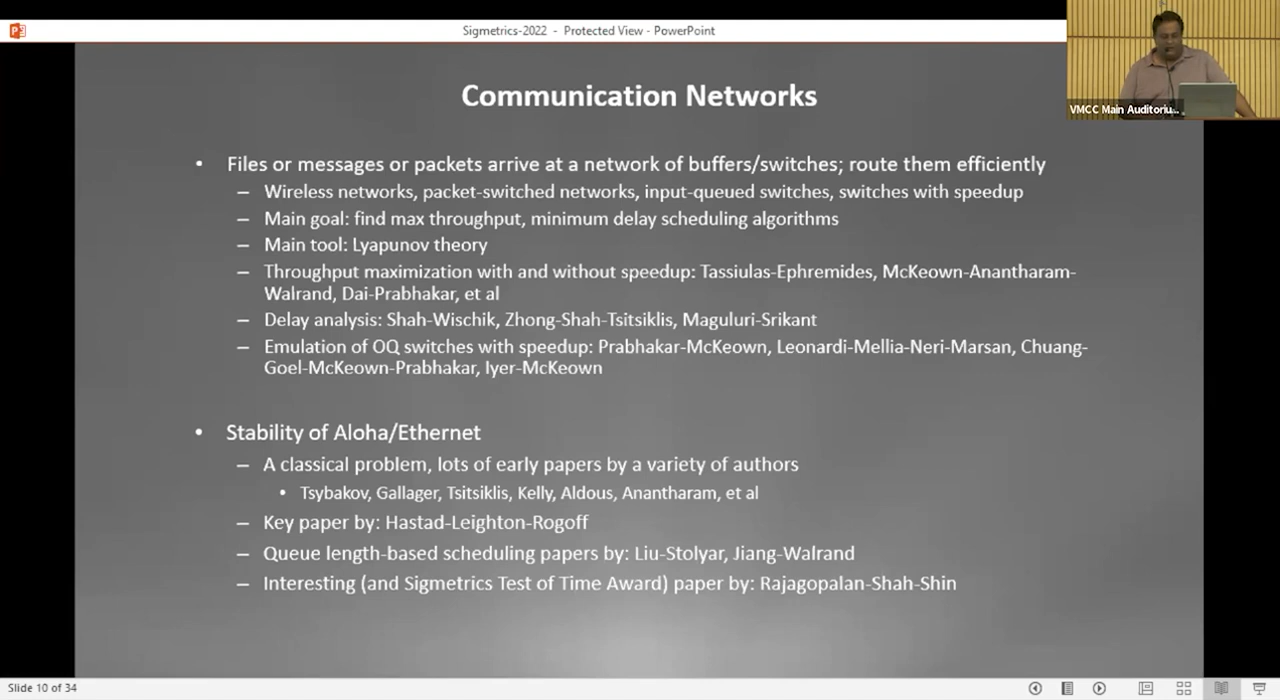 Sigmetrics-2022 - Protected View - PowerPoint
VMCC Main Auditoriu...
Communication Networks
• Files or messages or packets arrive at a network of buffers/switches; route them efficiently
– Wireless networks, packet-switched networks, input-queued switches, switches with speedup
– Main goal: find max throughput, minimum delay scheduling algorithms
– Main tool: Lyapunov theory
– Throughput maximization with and without speedup: Tassiulas-Ephremides, McKeown-Anantharam-
Walrand, Dai-Prabhakar, et al
– Delay analysis: Shah-Wischik, Zhong-Shah-Tsitsiklis, Maguluri-Srikant
– Emulation of OQ switches with speedup: Prabhakar-McKeown, Leonardi-Mellia-Neri-Marsan, Chuang-
Goel-McKeown-Prabhakar, Iyer-McKeown
• Stability of Aloha/Ethernet
– A classical problem, lots of early papers by a variety of authors
• Tsybakov, Gallager, Tsitsiklis, Kelly, Aldous, Anantharam, et al
– Key paper by: Hastad-Leighton-Rogoff
– Queue length-based scheduling papers by: Liu-Stolyar, Jiang-Walrand
– Interesting (and Sigmetrics Test of Time Award) paper by: Rajagopalan-Shah-Shin
Slide 10 of 34